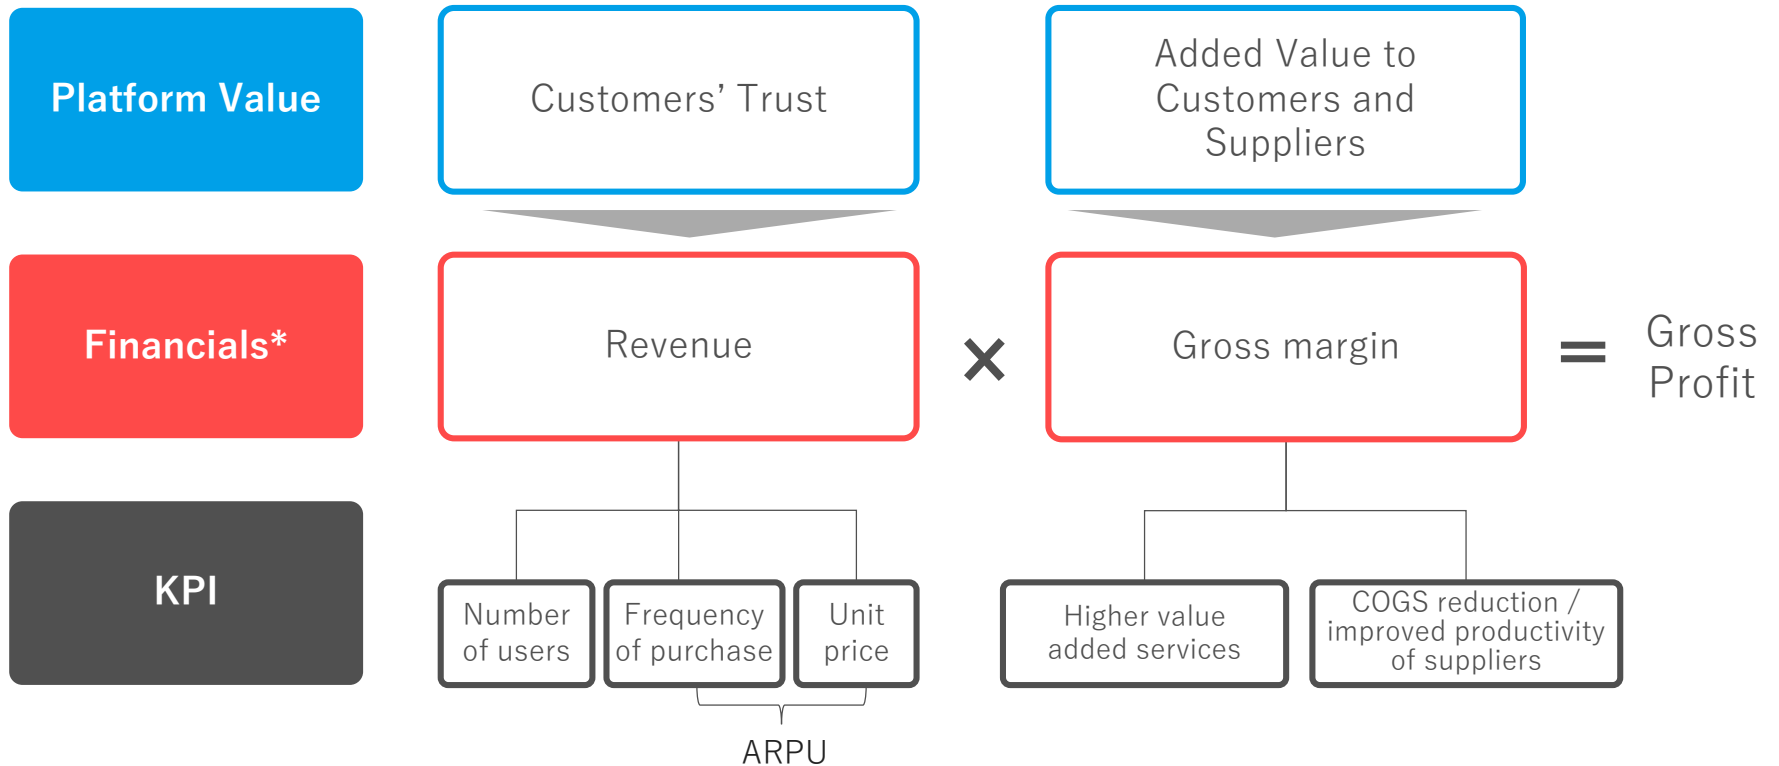 Platform Value
Customers’ Trust
Added Value to
Customers and
Suppliers
Financials*
Revenue
×
Gross margin
=
Gross
Profit
KPI
Number
of users
Frequency
of purchase
Unit
price
Higher value
added services
COGS reduction /
improved productivity
of suppliers
ARPU